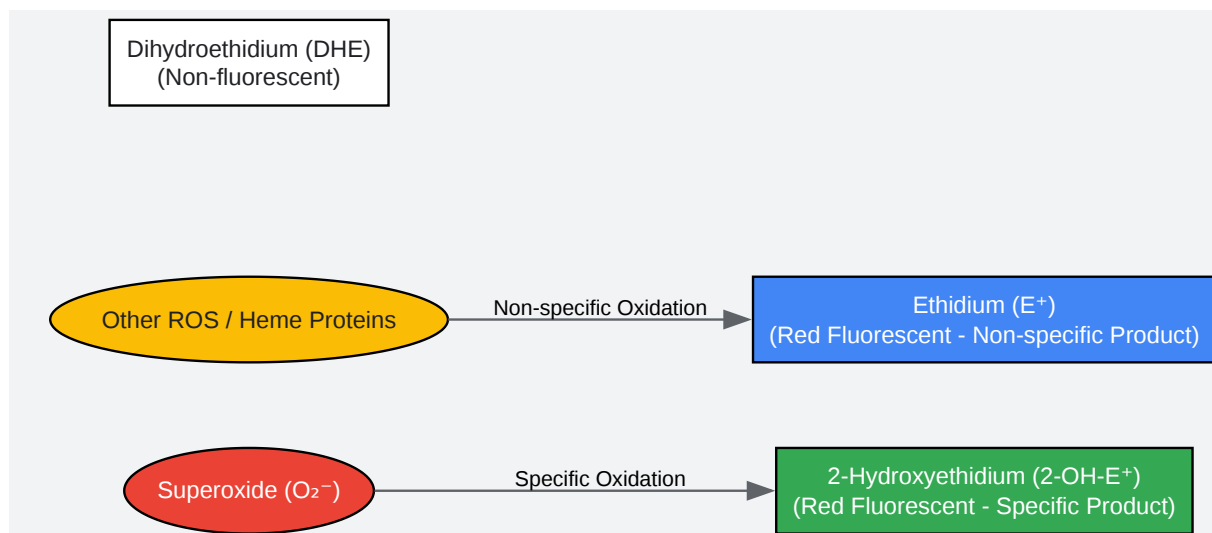 Dihydroethidium (DHE)
(Non-fluorescent)
Other ROS / Heme Proteins
Non-specific Oxidation
Ethidium (E⁺)
(Red Fluorescent - Non-specific Product)
Superoxide (O₂⁻)
Specific Oxidation
2-Hydroxyethidium (2-OH-E⁺)
(Red Fluorescent - Specific Product)